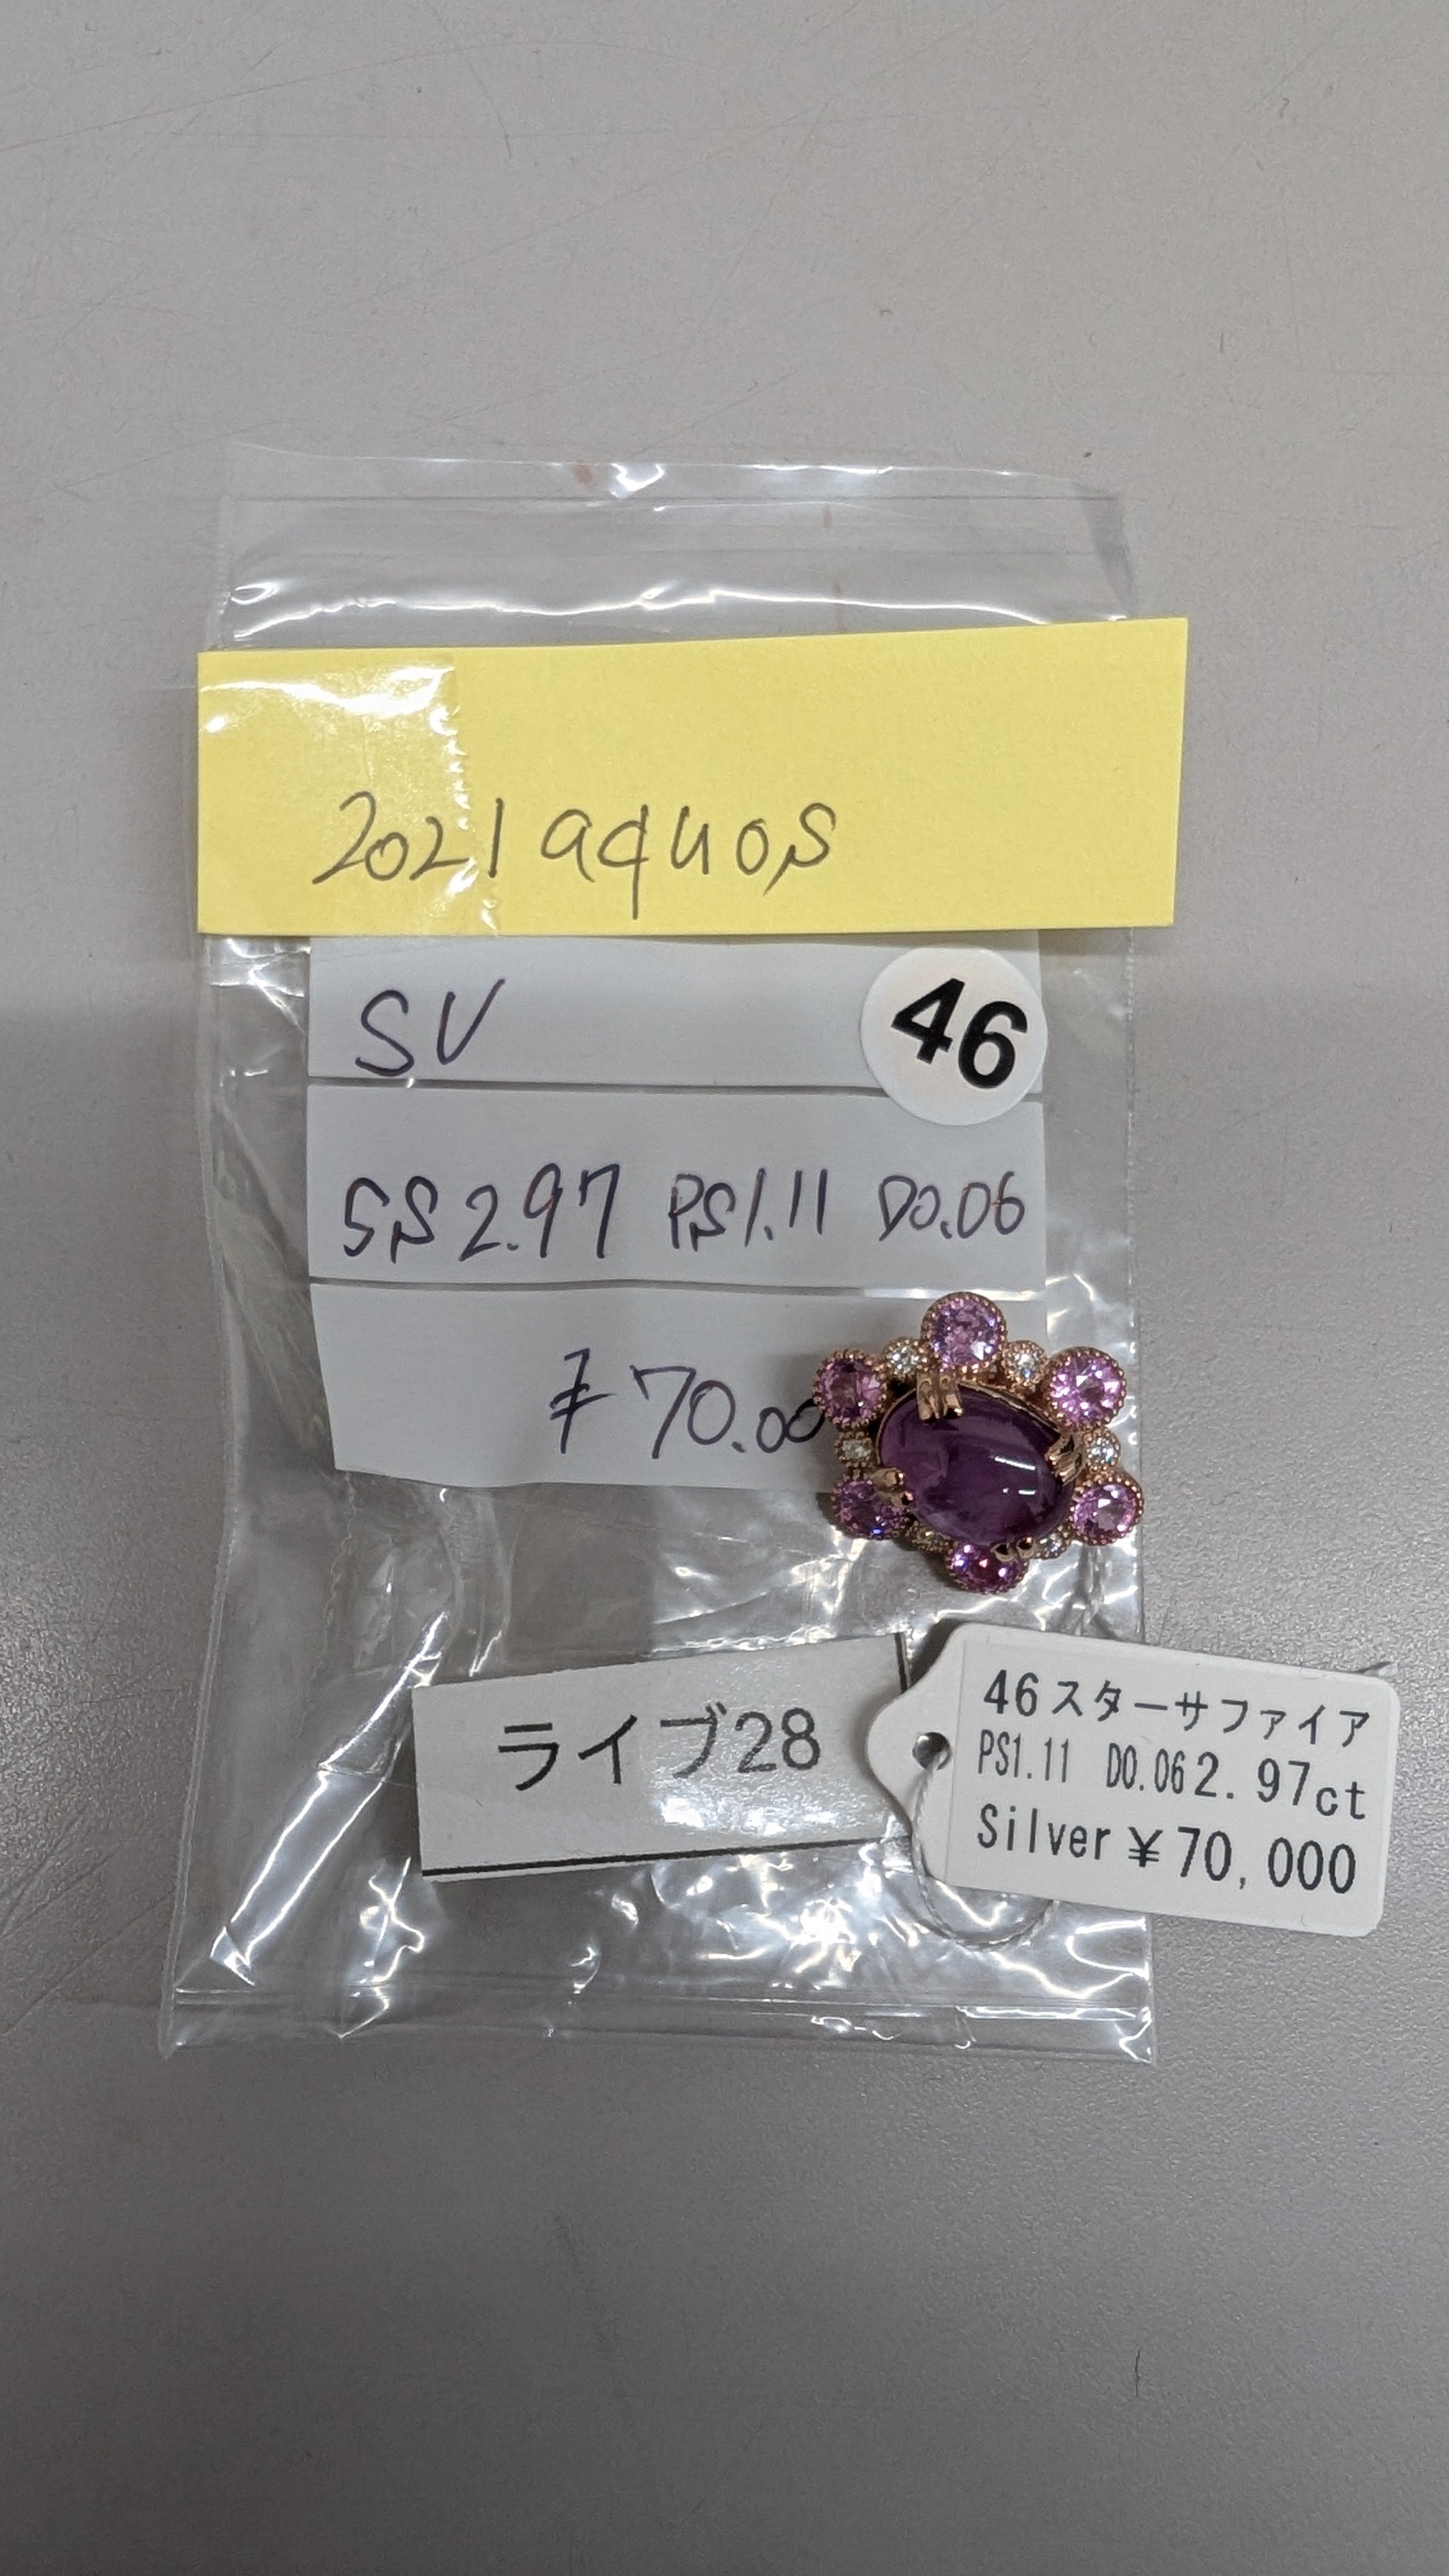 2021 aquos
SV
46
SS 2.97 PS1.11 D0.06
¥70.00
ライブ28
46スターサファイア
PS1.11 D0.06 2.97ct
Silver ¥70,000